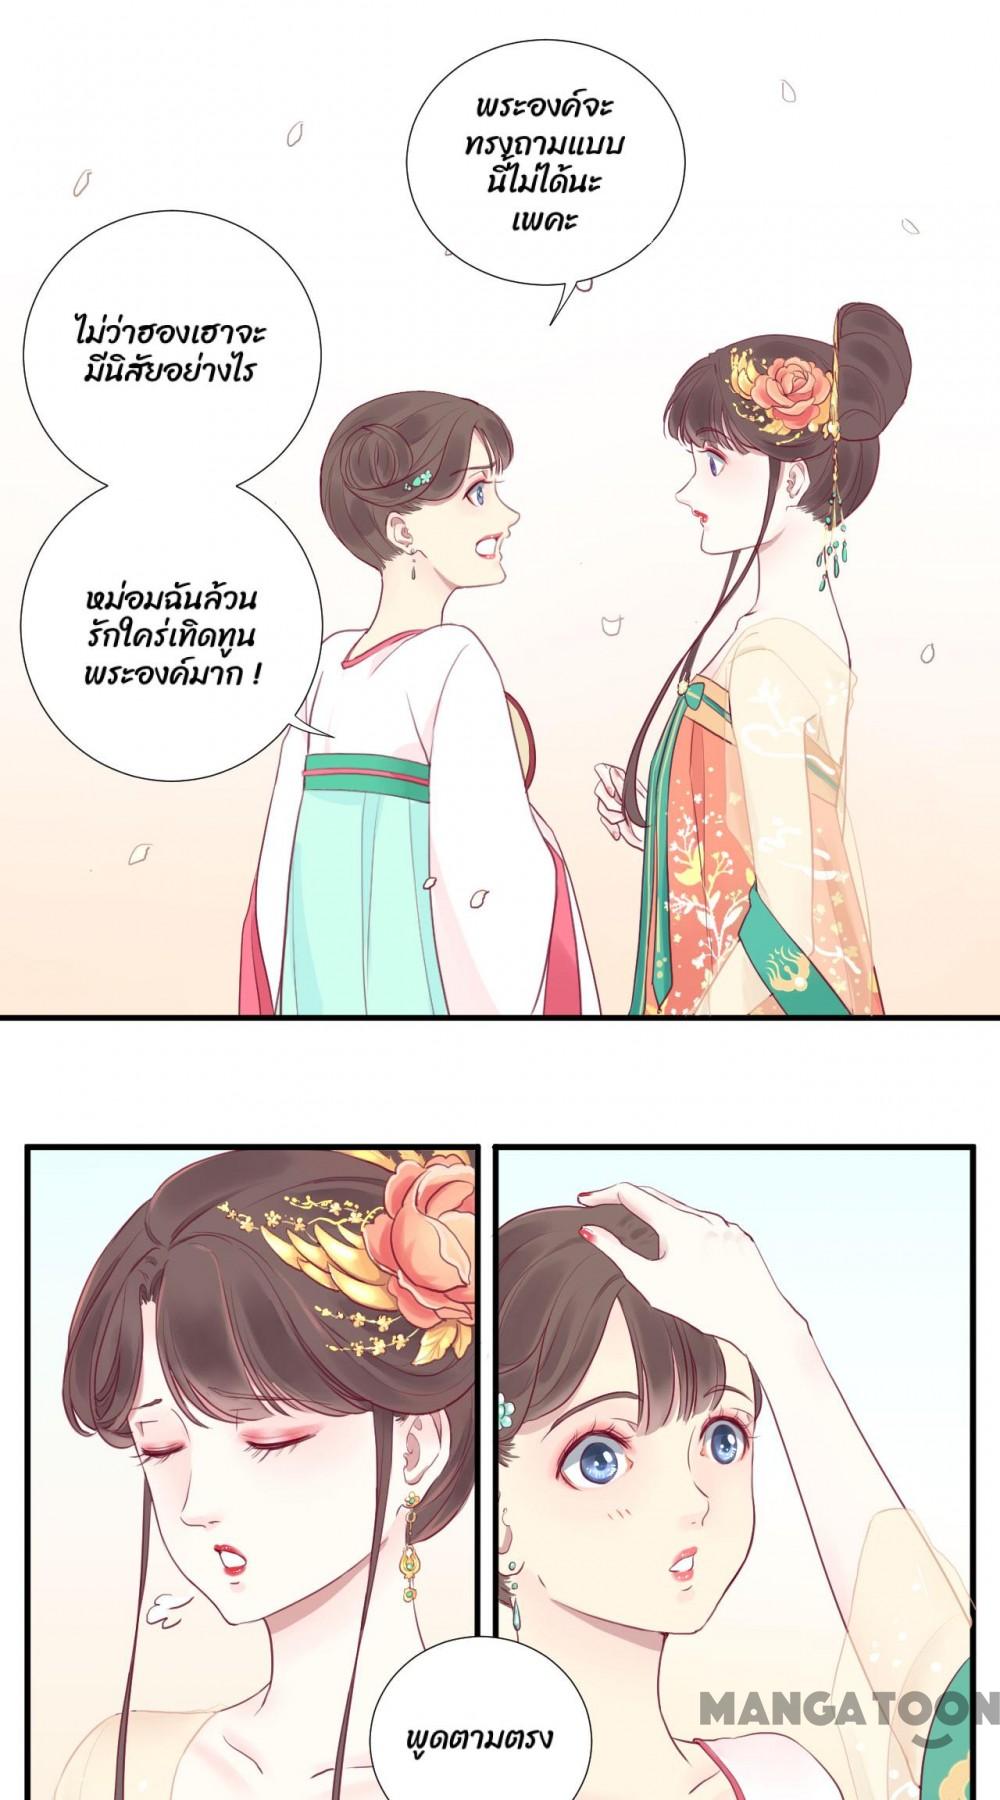 พระองค์จะ
ทรงถามแบบ
นี้ไม่ได้นะ
เพคะ
ไม่ว่าฮองเฮาจะ
มีนิสัยอย่างไร
หม่อมฉันล้วน
รักใคร่เทิดทูน
พระองค์มาก !
พูดตามตรง
MANGATOON